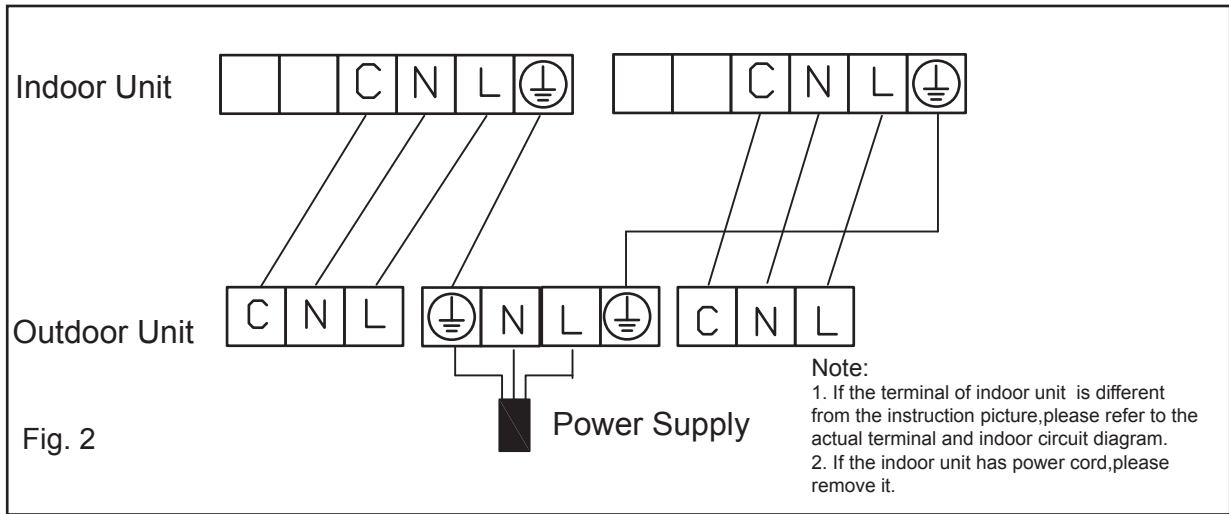 Indoor Unit
C N L
C N L
Outdoor Unit
C N L
N L
C N L
Power Supply
Fig. 2
Note:
1. If the terminal of indoor unit  is different
from the instruction picture,please refer to the
actual terminal and indoor circuit diagram.
2. If the indoor unit has power cord,please
remove it.